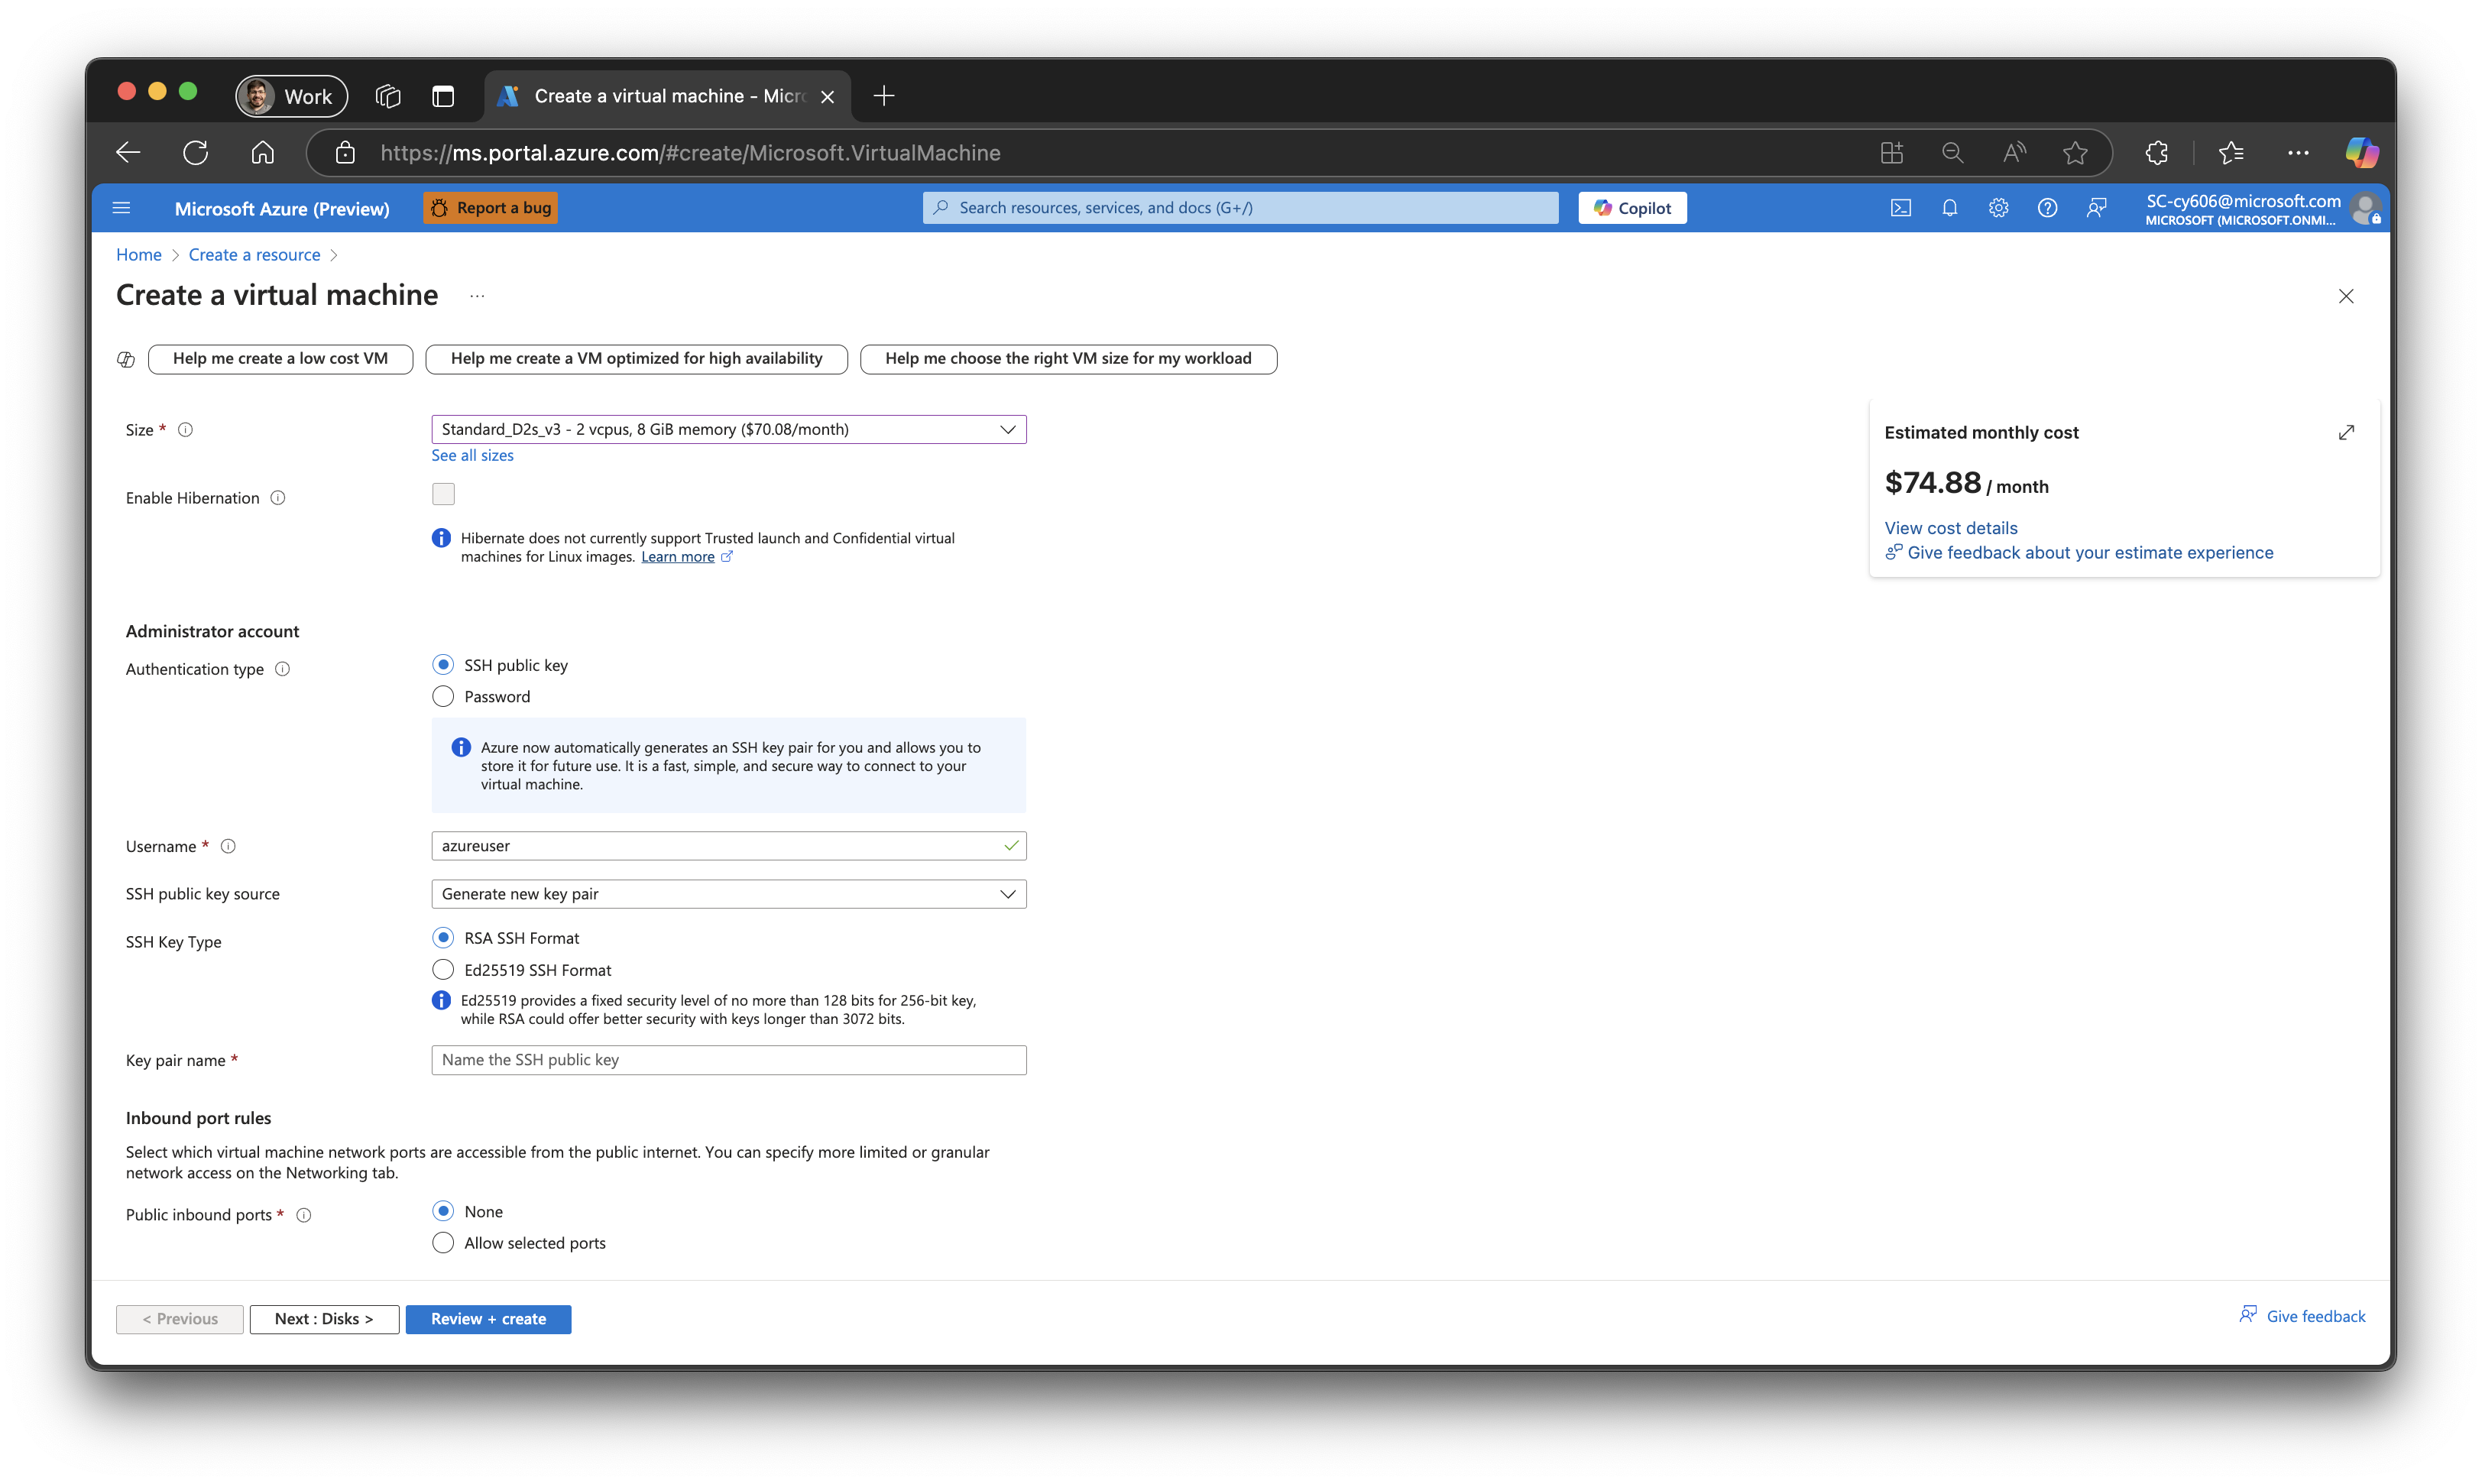 Work
Create a virtual machine - Micro
https://ms.portal.azure.com/#create/Microsoft.VirtualMachine
Microsoft Azure (Preview)
Report a bug
Search resources, services, and docs (G+/)
Copilot
SC-cy606@microsoft.com
MICROSOFT (MICROSOFT.ONMI...
Home > Create a resource >
Create a virtual machine ...
Help me create a low cost VM
Help me create a VM optimized for high availability
Help me choose the right VM size for my workload
Size *
Standard_D2s_v3 - 2 vcpus, 8 GiB memory ($70.08/month)
See all sizes
Enable Hibernation
Hibernate does not currently support Trusted launch and Confidential virtual
machines for Linux images. Learn more
Estimated monthly cost
$74.88 / month
View cost details
Give feedback about your estimate experience
Administrator account
Authentication type
SSH public key
Password
Azure now automatically generates an SSH key pair for you and allows you to
store it for future use. It is a fast, simple, and secure way to connect to your
virtual machine.
Username *
azureuser
SSH public key source
Generate new key pair
SSH Key Type
RSA SSH Format
Ed25519 SSH Format
Ed25519 provides a fixed security level of no more than 128 bits for 256-bit key,
while RSA could offer better security with keys longer than 3072 bits.
Key pair name *
Name the SSH public key
Inbound port rules
Select which virtual machine network ports are accessible from the public internet. You can specify more limited or granular
network access on the Networking tab.
Public inbound ports *
None
Allow selected ports
< Previous
Next : Disks >
Review + create
Give feedback